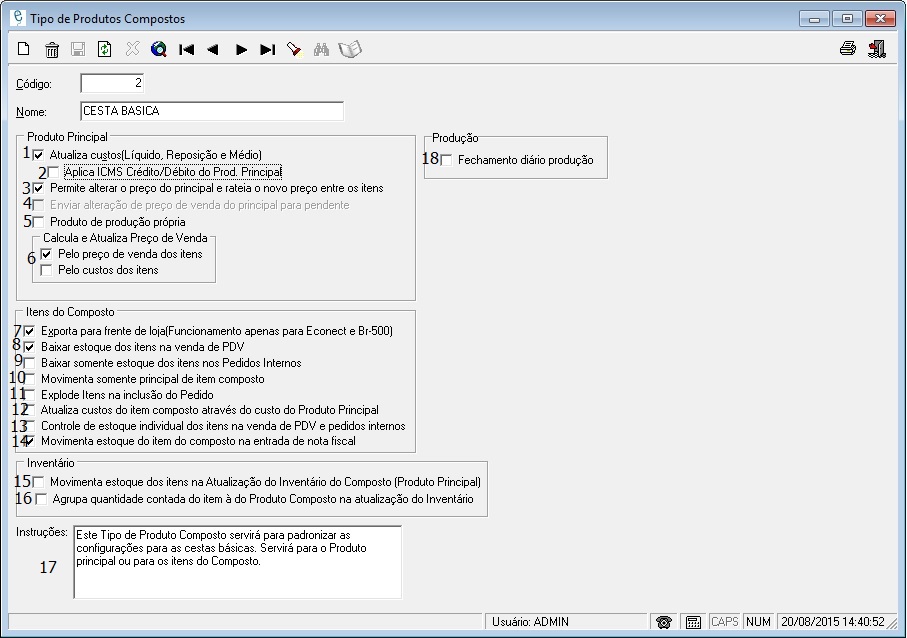 Tipo de Produtos Compostos
Código: 2
Nome: CESTA BASICA
Produto Principal
1 Atualiza custos(Líquido, Reposição e Médio)
2 Aplica ICMS Crédito/Débito do Prod. Principal
3 Permite alterar o preço do principal e rateia o novo preço entre os itens
4 Enviar alteração de preço de venda do principal para pendente
5 Produto de produção própria
Calcula e Atualiza Preço de Venda
6 Pelo preço de venda dos itens
Pelo custos dos itens
Produção
18 Fechamento diário produção
Itens do Composto
7 Exporta para frente de loja(Funcionamento apenas para Econect e Br-500)
8 Baixar estoque dos itens na venda de PDV
9 Baixar somente estoque dos itens nos Pedidos Internos
10 Movimenta somente principal de item composto
11 Explode Itens na inclusão do Pedido
12 Atualiza custos do item composto através do custo do Produto Principal
13 Controle de estoque individual dos itens na venda de PDV e pedidos internos
14 Movimenta estoque do item do composto na entrada de nota fiscal
Inventário
15 Movimenta estoque dos itens na Atualização do Inventário do Composto (Produto Principal)
16 Agrupa quantidade contada do item à do Produto Composto na atualização do Inventário
Instruções:
17
Este Tipo de Produto Composto servirá para padronizar as
configurações para as cestas básicas. Servirá para o Produto
principal ou para os itens do Composto.
Usuário: ADMIN CAPS NUM 20/08/2015 14:40:52